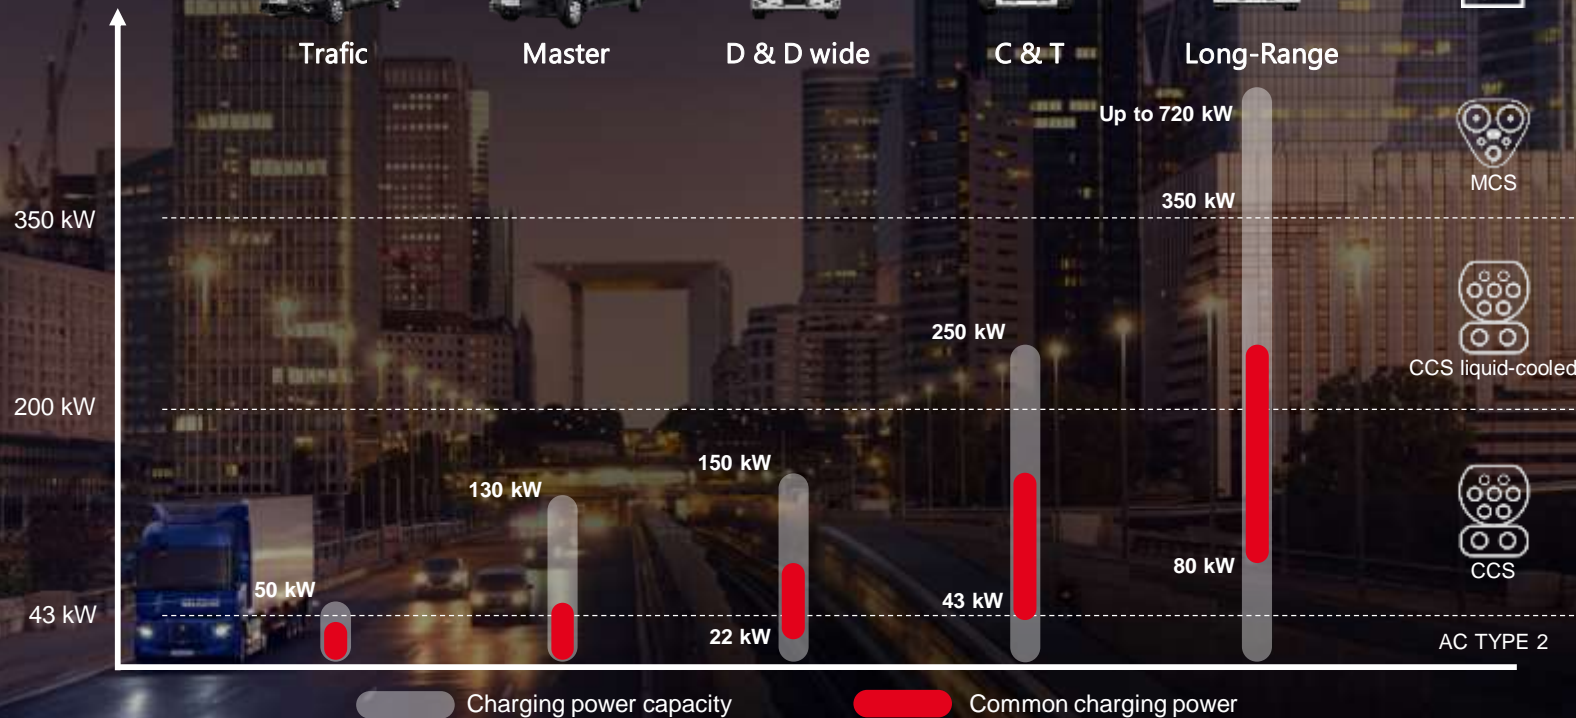 Trafic
Master
D & D wide
C & T
Long-Range
Up to 720 kW
MCS
350 kW
350 kW
250 kW
CCS liquid-cooled
200 kW
150 kW
130 kW
80 kW
CCS
50 kW
43 kW
43 kW
22 kW
AC TYPE 2
Charging power capacity
Common charging power